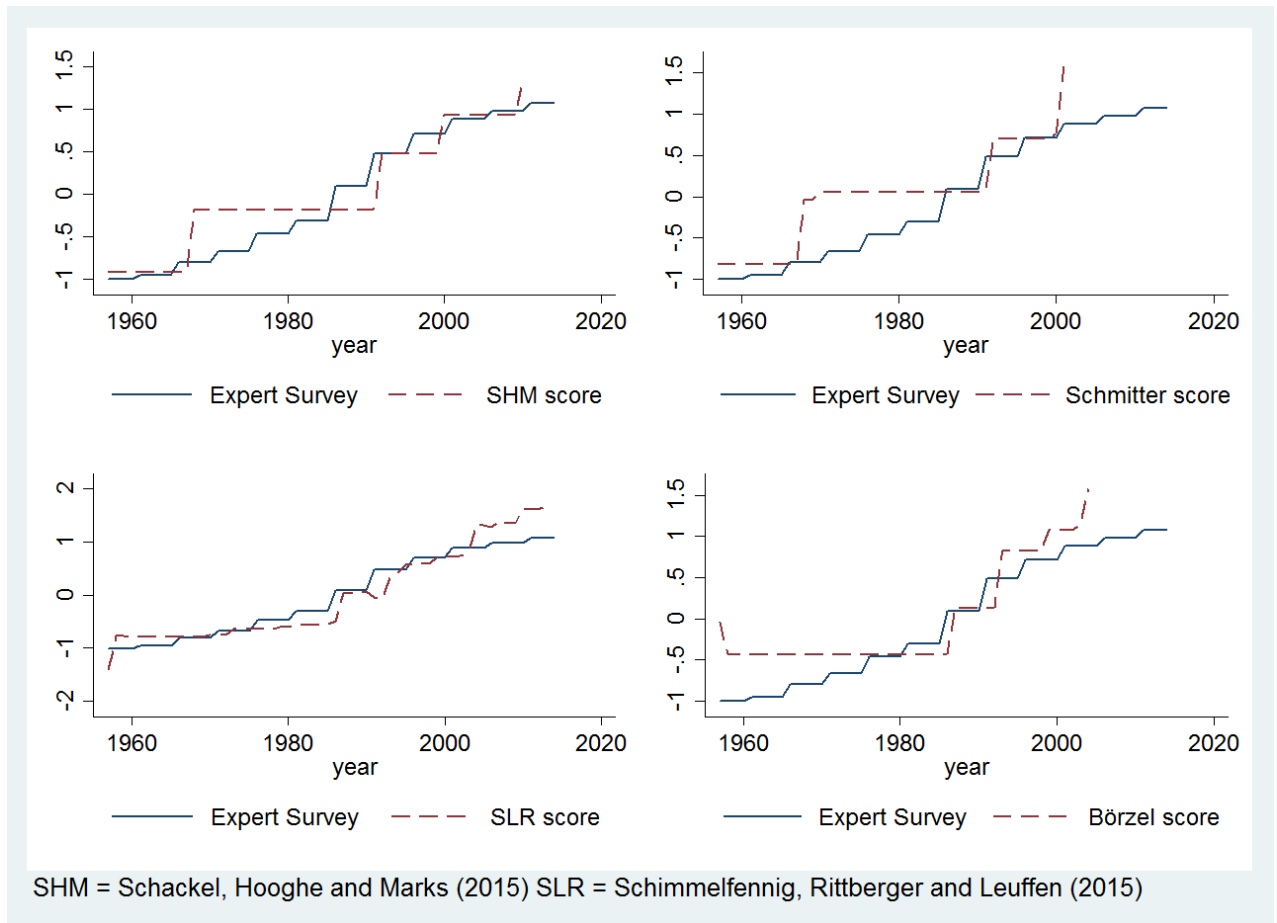 1.5
1
.5
0
-.5
-1
1960 1980 2000 2020
year
Expert Survey SHM score
1.5
1
.5
0
-.5
-1
1960 1980 2000 2020
year
Expert Survey Schmitter score
2
1
0
-1
-2
1960 1980 2000 2020
year
Expert Survey SLR score
1.5
1
.5
0
-.5
-1
1960 1980 2000 2020
year
Expert Survey Börzel score
SHM = Schackel, Hooghe and Marks (2015) SLR = Schimmelfennig, Rittberger and Leuffen (2015)